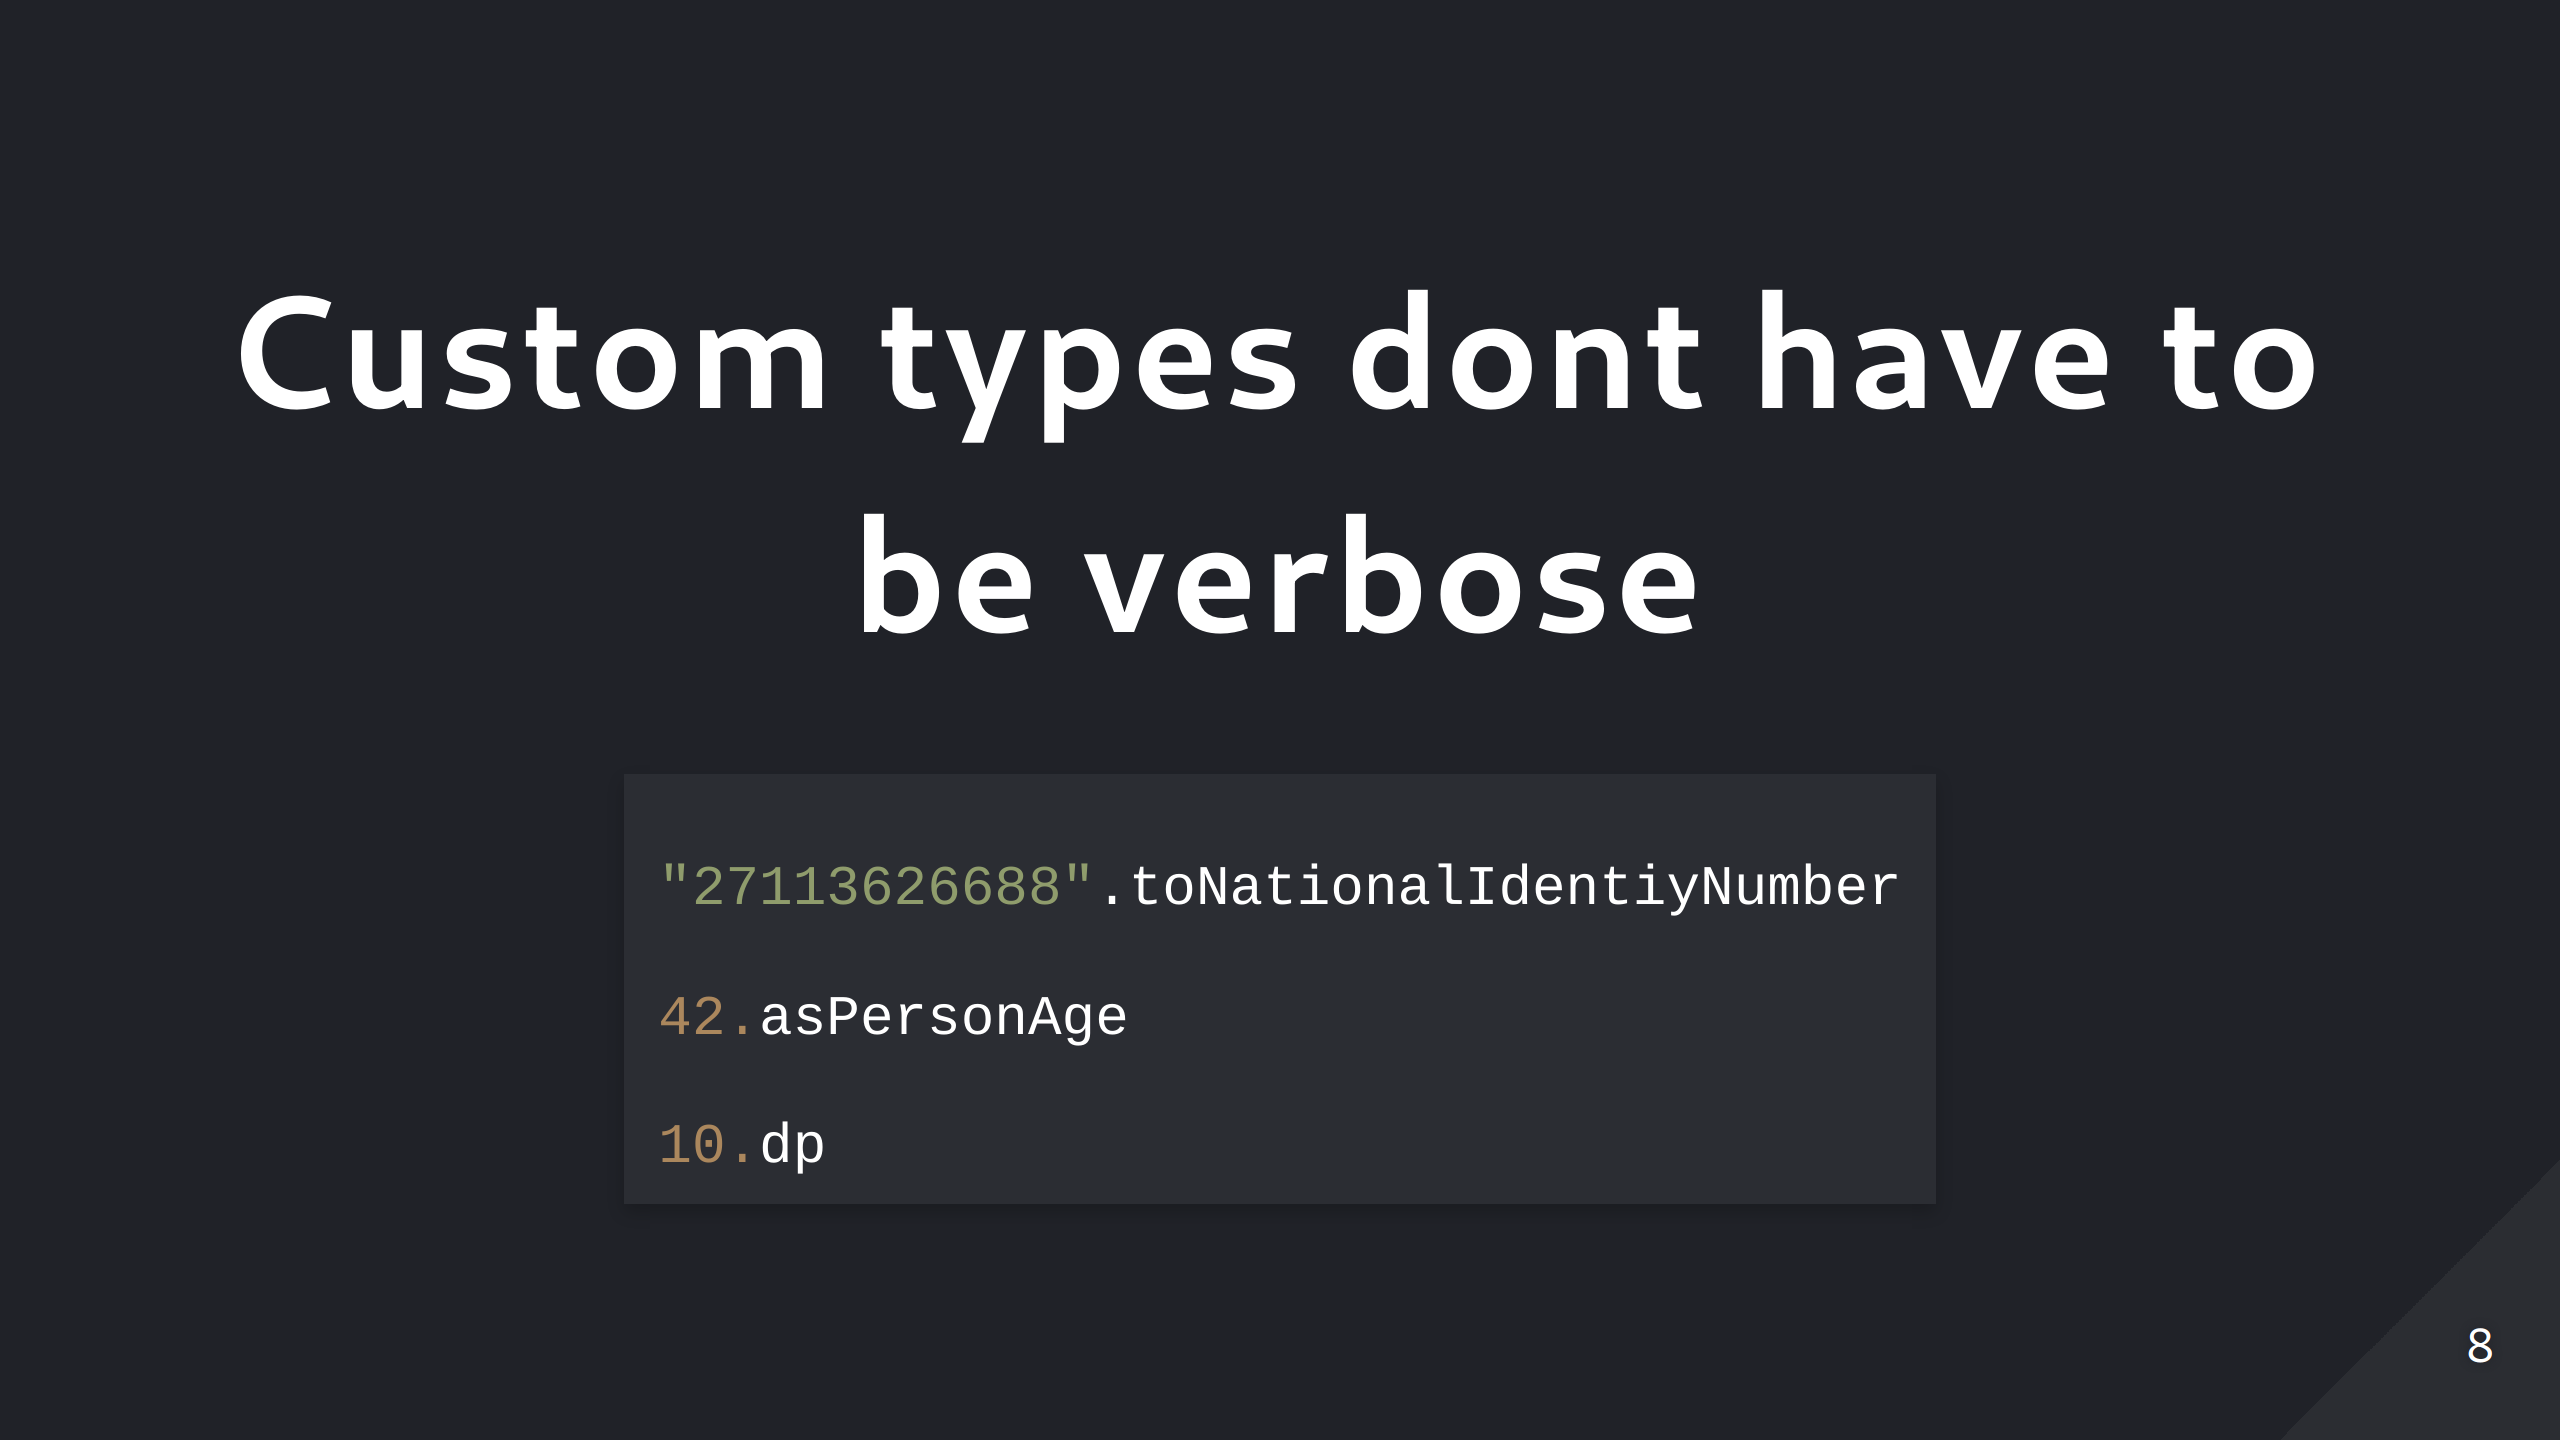 Custom types dont have to
be verbose
"27113626688".toNationalIdentiyNumber
42.asPersonAge
10.dp
8